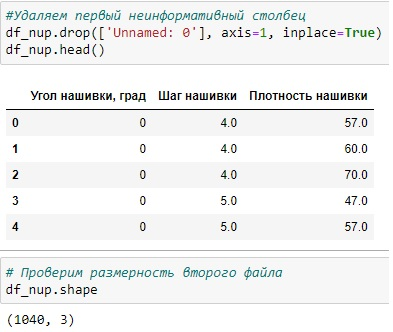 #Удаляем первый неинформативный столбец
df_nup.drop(['Unnamed: 0'], axis=1, inplace=True)
df_nup.head()
Угол нашивки, град Шаг нашивки Плотность нашивки
0 0 4.0 57.0
1 0 4.0 60.0
2 0 4.0 70.0
3 0 5.0 47.0
4 0 5.0 57.0
# Проверим размерность второго файла
df_nup.shape
(1040, 3)